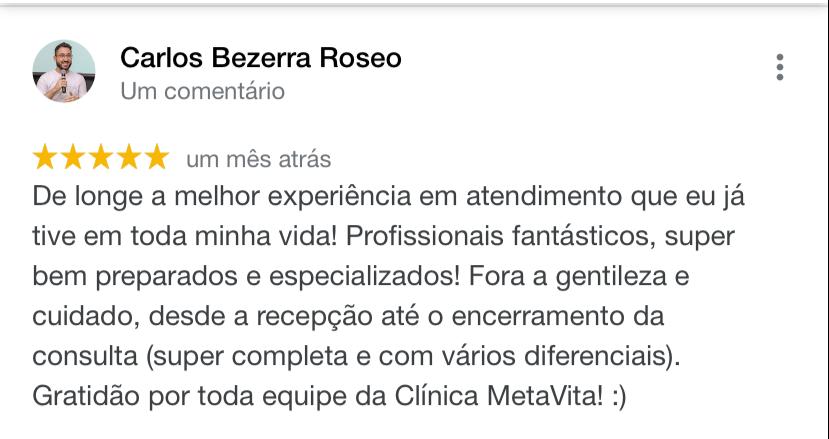 Carlos Bezerra Roseo
Um comentário
um mês atrás
De longe a melhor experiência em atendimento que eu já
tive em toda minha vida! Profissionais fantásticos, super
bem preparados e especializados! Fora a gentileza e
cuidado, desde a recepção até o encerramento da
consulta (super completa e com vários diferenciais).
Gratidão por toda equipe da Clínica MetaVita! :)